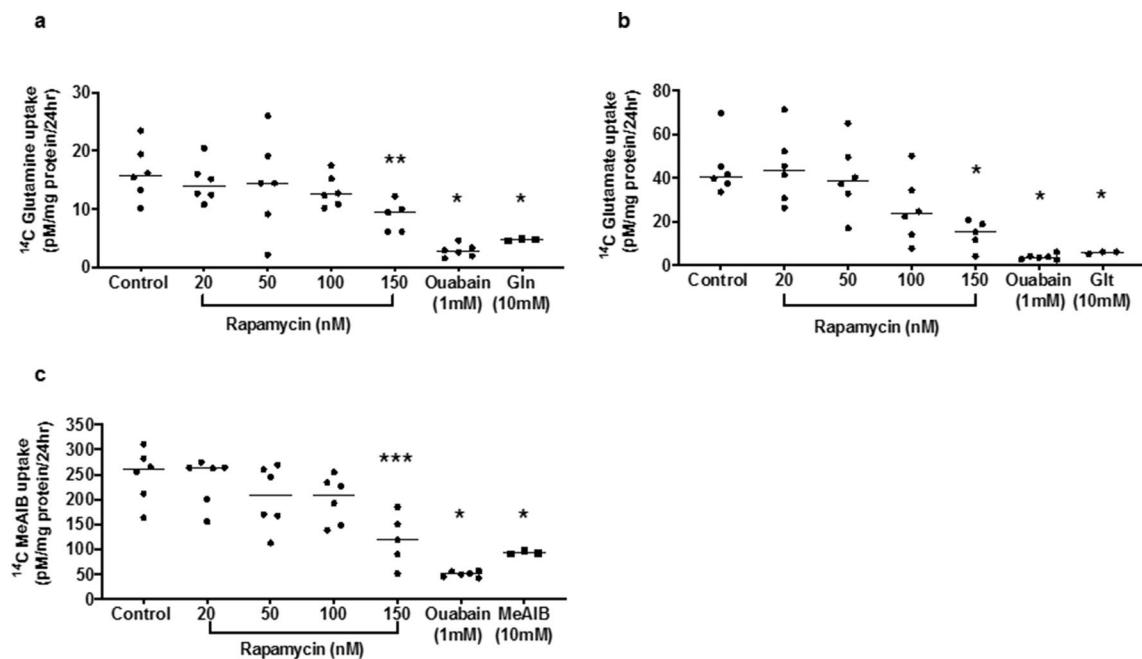 a
¹⁴C Glutamine uptake
(pM/mg protein/24hr)
30
20
10
0
**
*
*
Control
20
50
100
150
Ouabain
(1mM)
Gln
(10mM)
Rapamycin (nM)
b
¹⁴C Glutamate uptake
(pM/mg protein/24hr)
80
60
40
20
0
*
*
*
Control
20
50
100
150
Ouabain
(1mM)
Glt
(10mM)
Rapamycin (nM)
c
¹⁴C MeAIB uptake
(pM/mg protein/24hr)
350
300
250
200
150
100
50
0
***
*
*
Control
20
50
100
150
Ouabain
(1mM)
MeAIB
(10mM)
Rapamycin (nM)